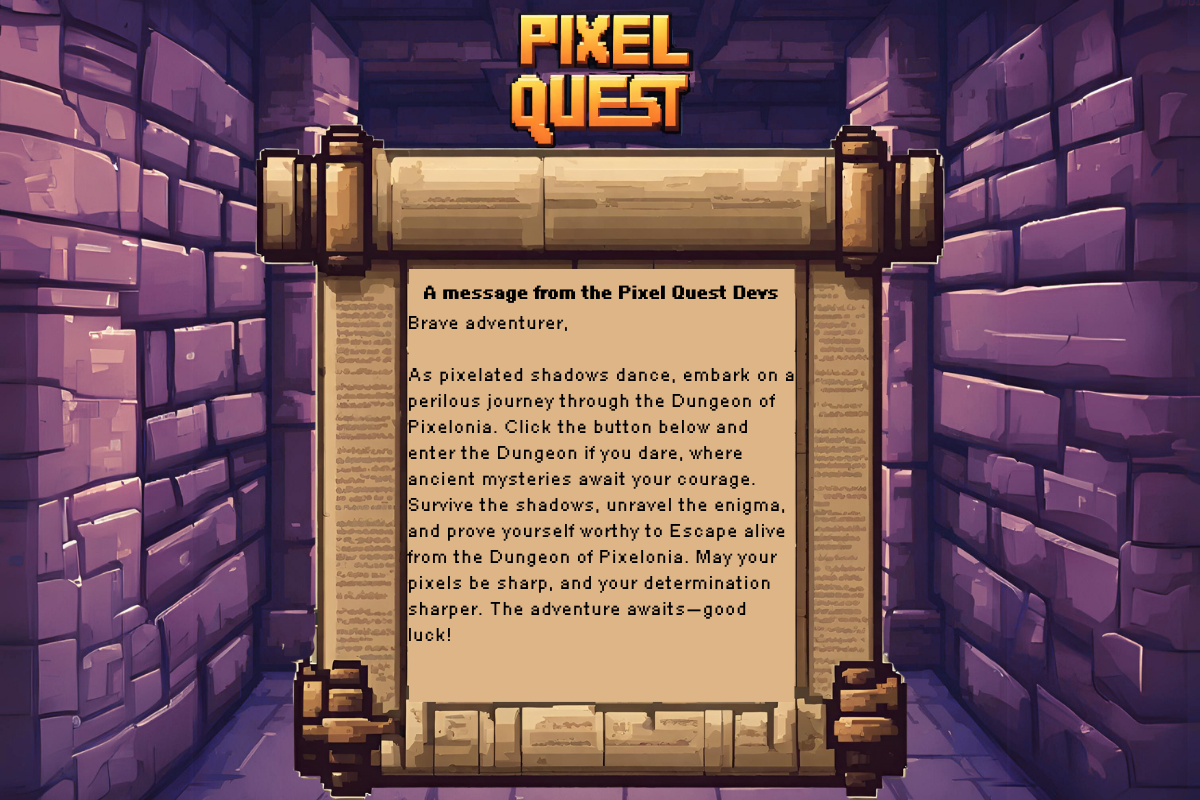 PIXEL
QUEST
A message from the Pixel Quest Devs
Brave adventurer,
As pixelated shadows dance, embark on a
perilous journey through the Dungeon of
Pixelonia. Click the button below and
enter the Dungeon if you dare, where
ancient mysteries await your courage.
Survive the shadows, unravel the enigma,
and prove yourself worthy to Escape alive
from the Dungeon of Pixelonia. May your
pixels be sharp, and your determination
sharper. The adventure awaits—good
luck!